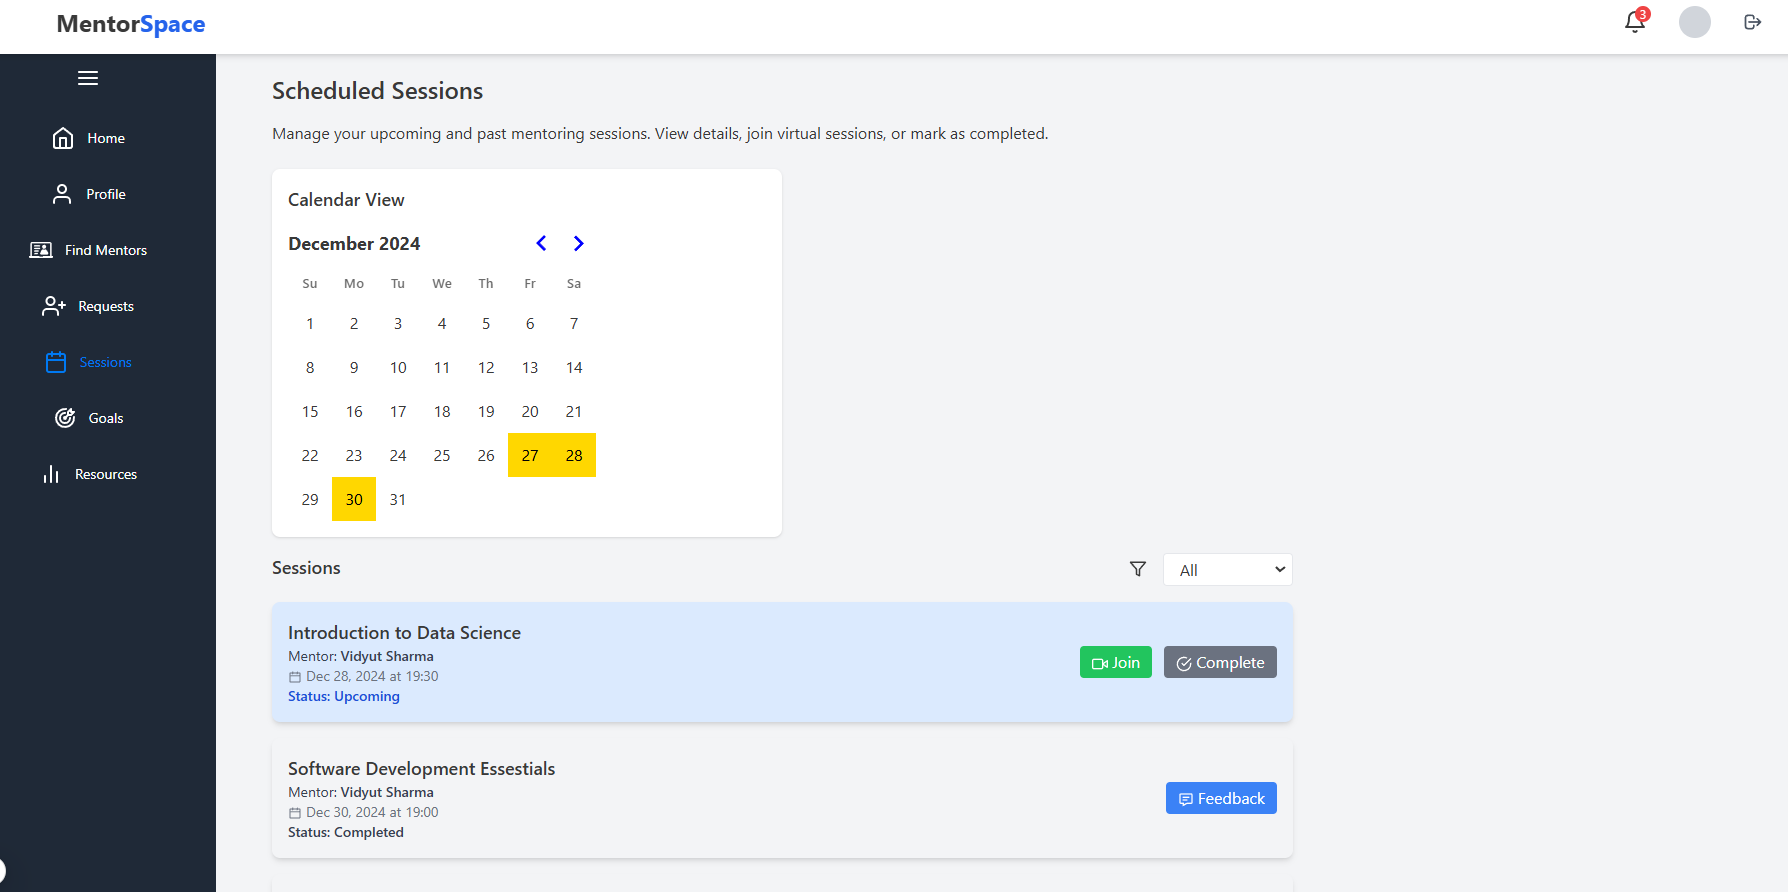 MentorSpace
3
Home
Profile
Find Mentors
Requests
Sessions
Goals
Resources
Scheduled Sessions
Manage your upcoming and past mentoring sessions. View details, join virtual sessions, or mark as completed.
Calendar View
December 2024
Su Mo Tu We Th Fr Sa
1 2 3 4 5 6 7
8 9 10 11 12 13 14
15 16 17 18 19 20 21
22 23 24 25 26 27 28
29 30 31
Sessions
All
Introduction to Data Science
Mentor: Vidyut Sharma
Dec 28, 2024 at 19:30
Status: Upcoming
Join
Complete
Software Development Essestials
Mentor: Vidyut Sharma
Dec 30, 2024 at 19:00
Status: Completed
Feedback